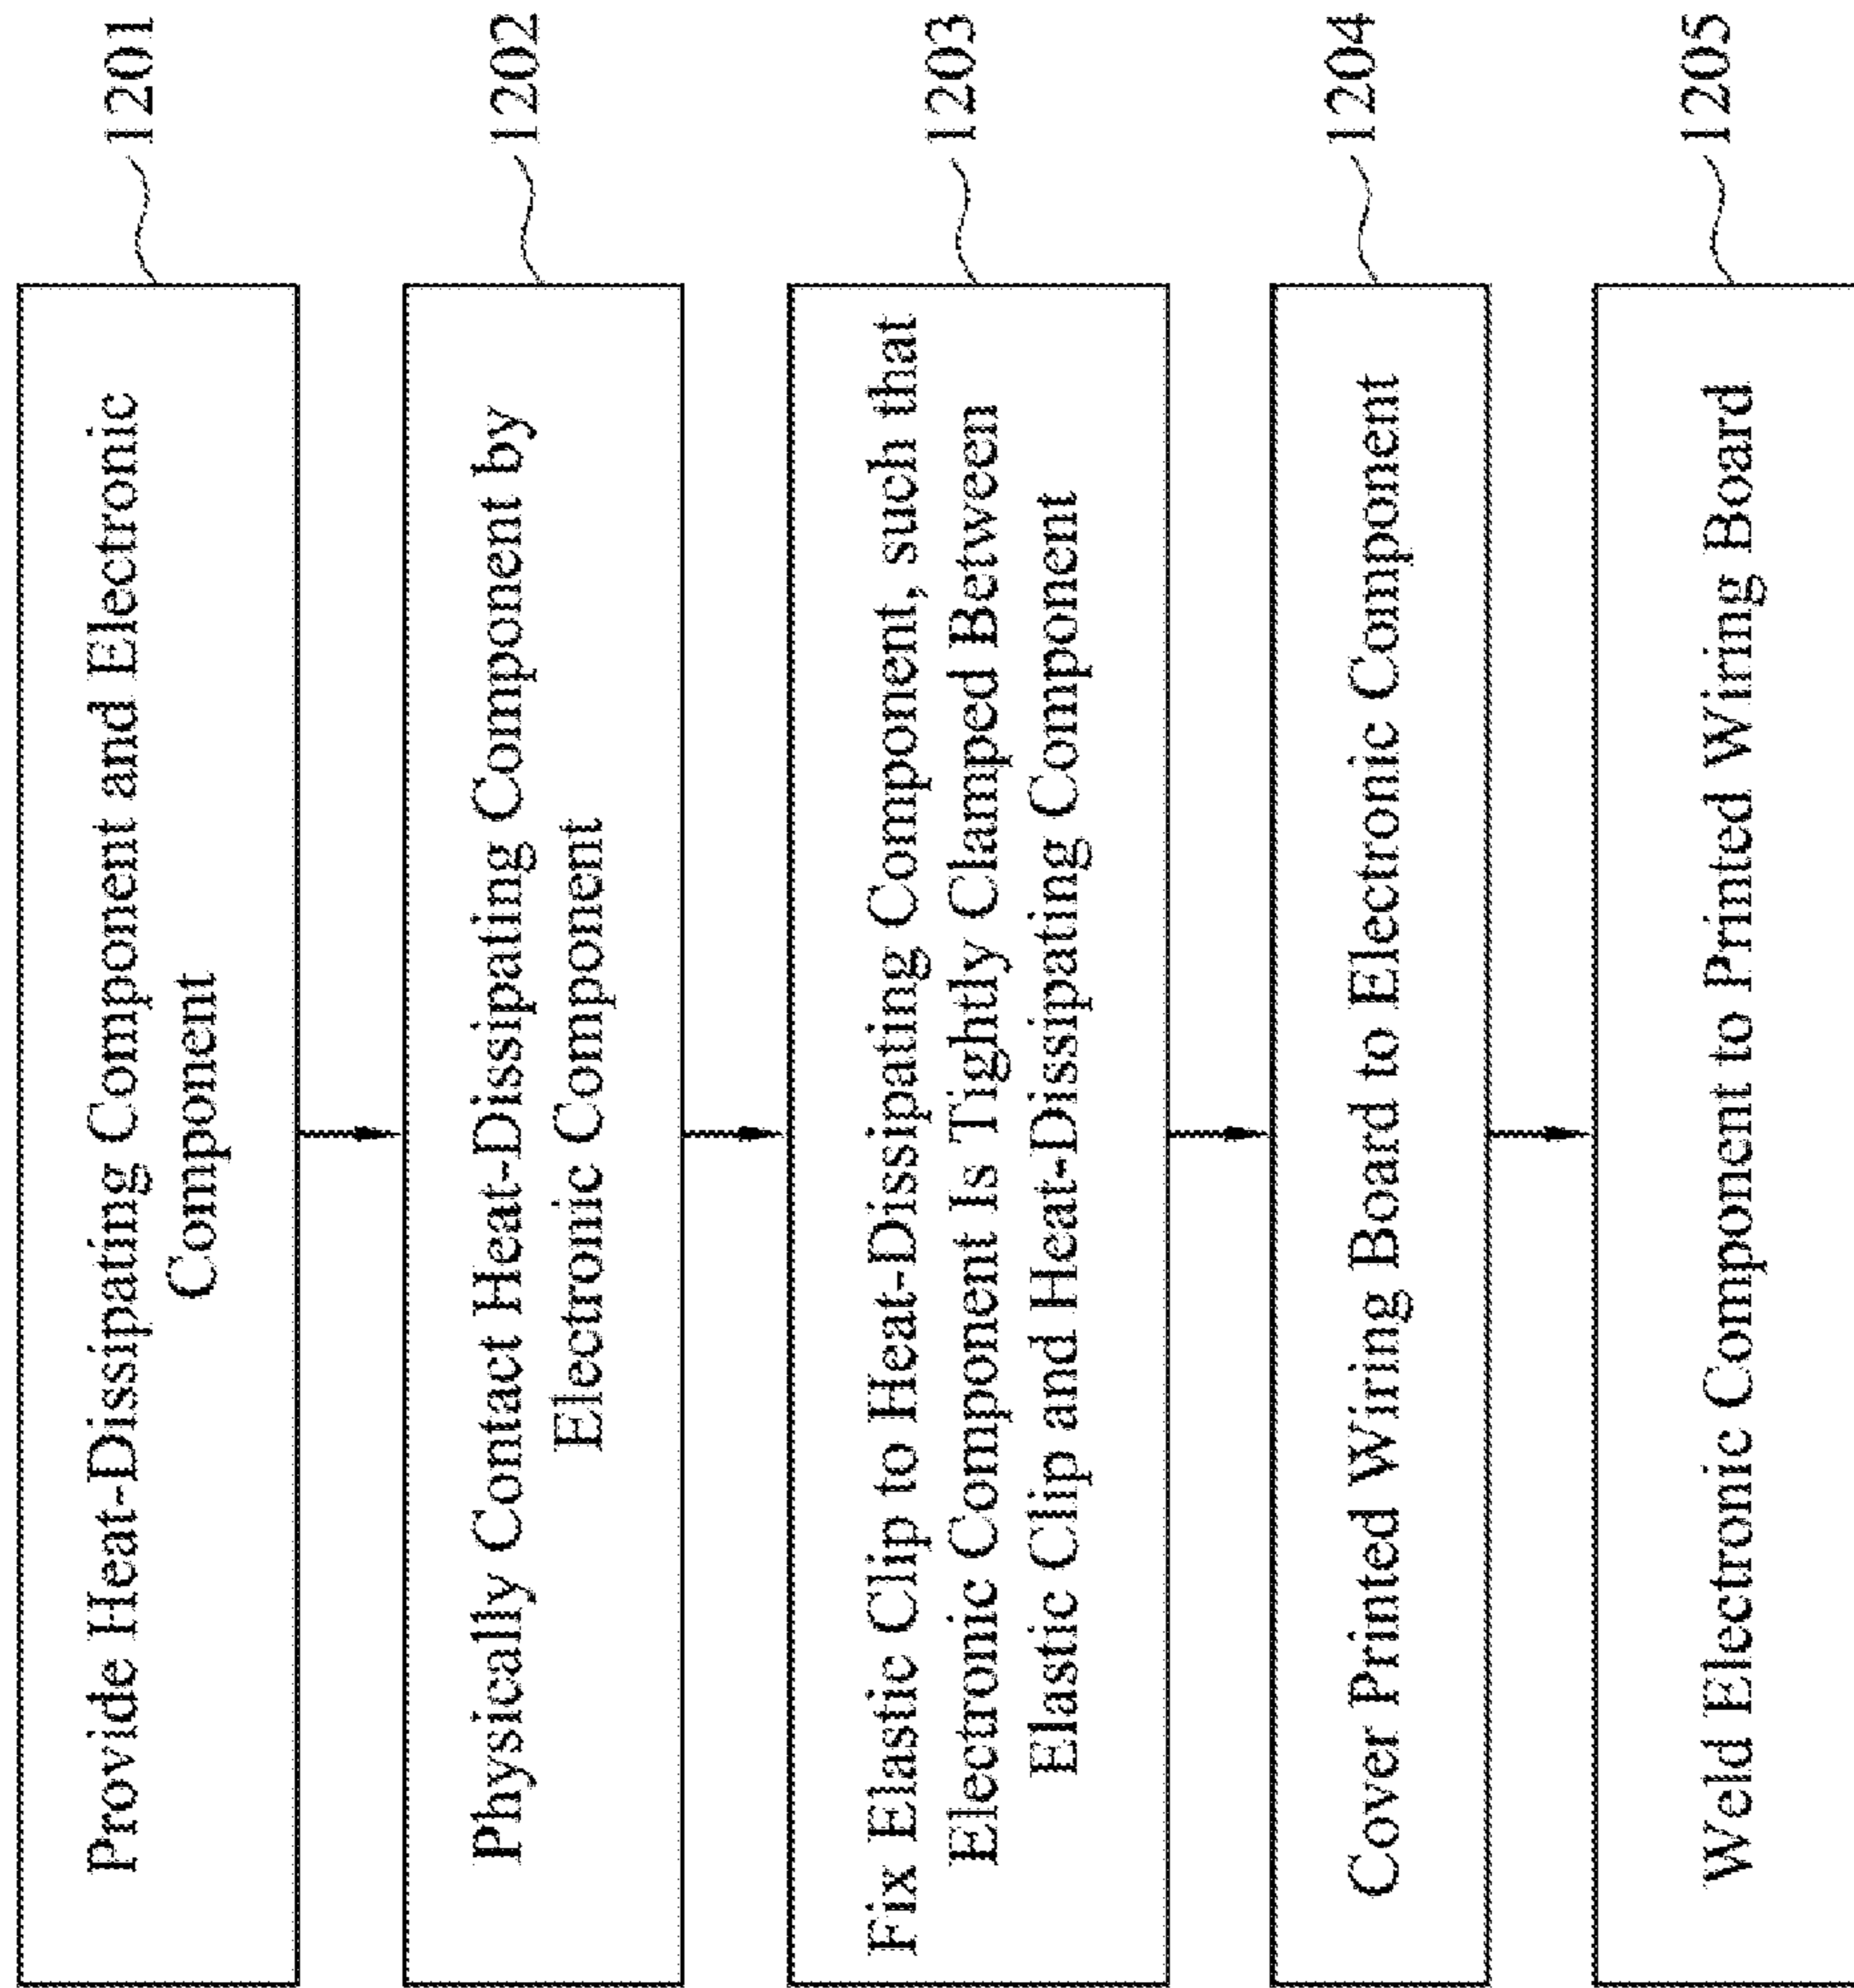 Provide Heat-Dissipating Component and Electronic
Component
1201
Physically Contact Heat-Dissipating Component by
Electronic Component
1202
Fix Elastic Clip to Heat-Dissipating Component, such that
Electronic Component Is Tightly Clamped Between
Elastic Clip and Heat-Dissipating Component
1203
Cover Printed Wiring Board to Electronic Component
1204
Weld Electronic Component to Printed Wiring Board
1205